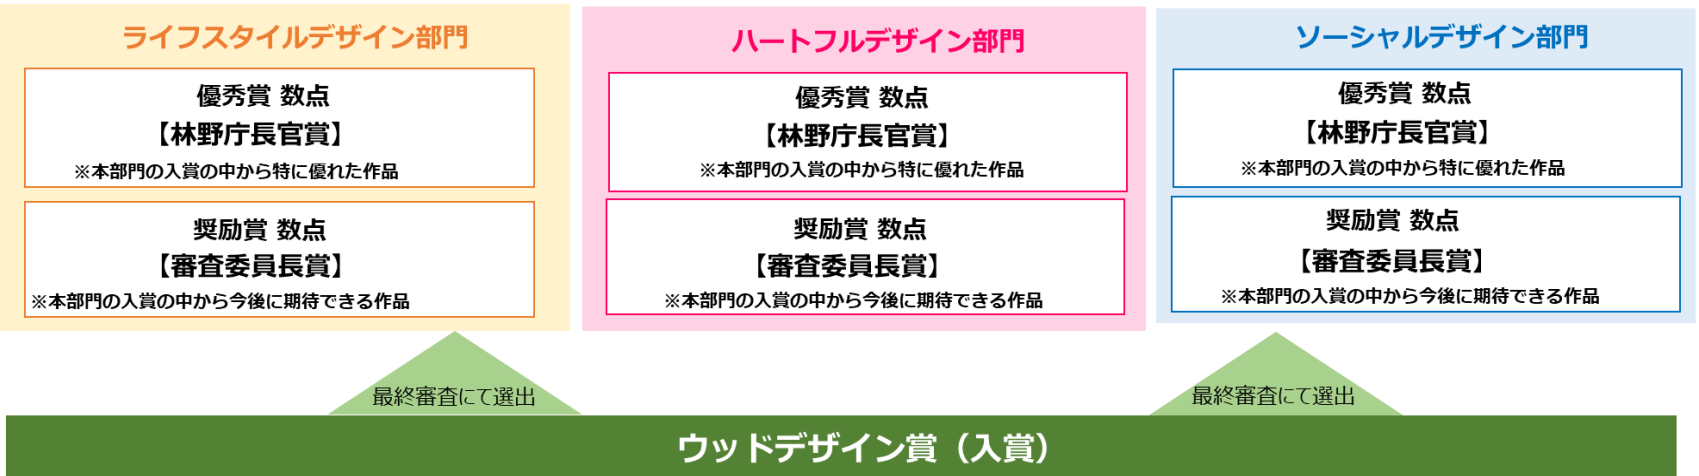 ライフスタイルデザイン部門
優秀賞 数点
【林野庁長官賞】
※本部門の入賞の中から特に優れた作品
奨励賞 数点
【審査委員長賞】
※本部門の入賞の中から今後に期待できる作品
ハートフルデザイン部門
優秀賞 数点
【林野庁長官賞】
※本部門の入賞の中から特に優れた作品
奨励賞 数点
【審査委員長賞】
※本部門の入賞の中から今後に期待できる作品
ソーシャルデザイン部門
優秀賞 数点
【林野庁長官賞】
※本部門の入賞の中から特に優れた作品
奨励賞 数点
【審査委員長賞】
※本部門の入賞の中から今後に期待できる作品
最終審査にて選出
最終審査にて選出
ウッドデザイン賞（入賞）